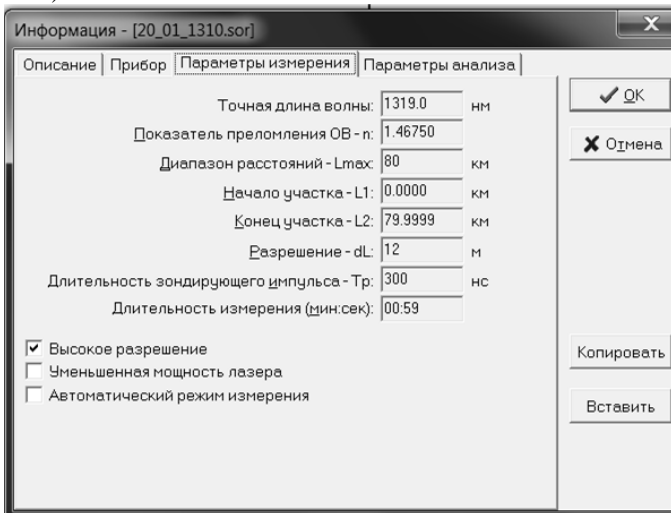 Информация - [20_01_1310.sor]
Описание Прибор Параметры измерения Параметры анализа
Точная длина волны: 1319.0 нм
Показатель преломления ОВ - n: 1.46750
Диапазон расстояний - Lmax: 80 км
Начало участка - L1: 0.0000 км
Конец участка - L2: 79.9999 км
Разрешение - dL: 12 м
Длительность зондирующего импульса - Tp: 300 нс
Длительность измерения (мин:сек): 00:59
Высокое разрешение
Уменьшенная мощность лазера
Автоматический режим измерения
OK
Отмена
Копировать
Вставить